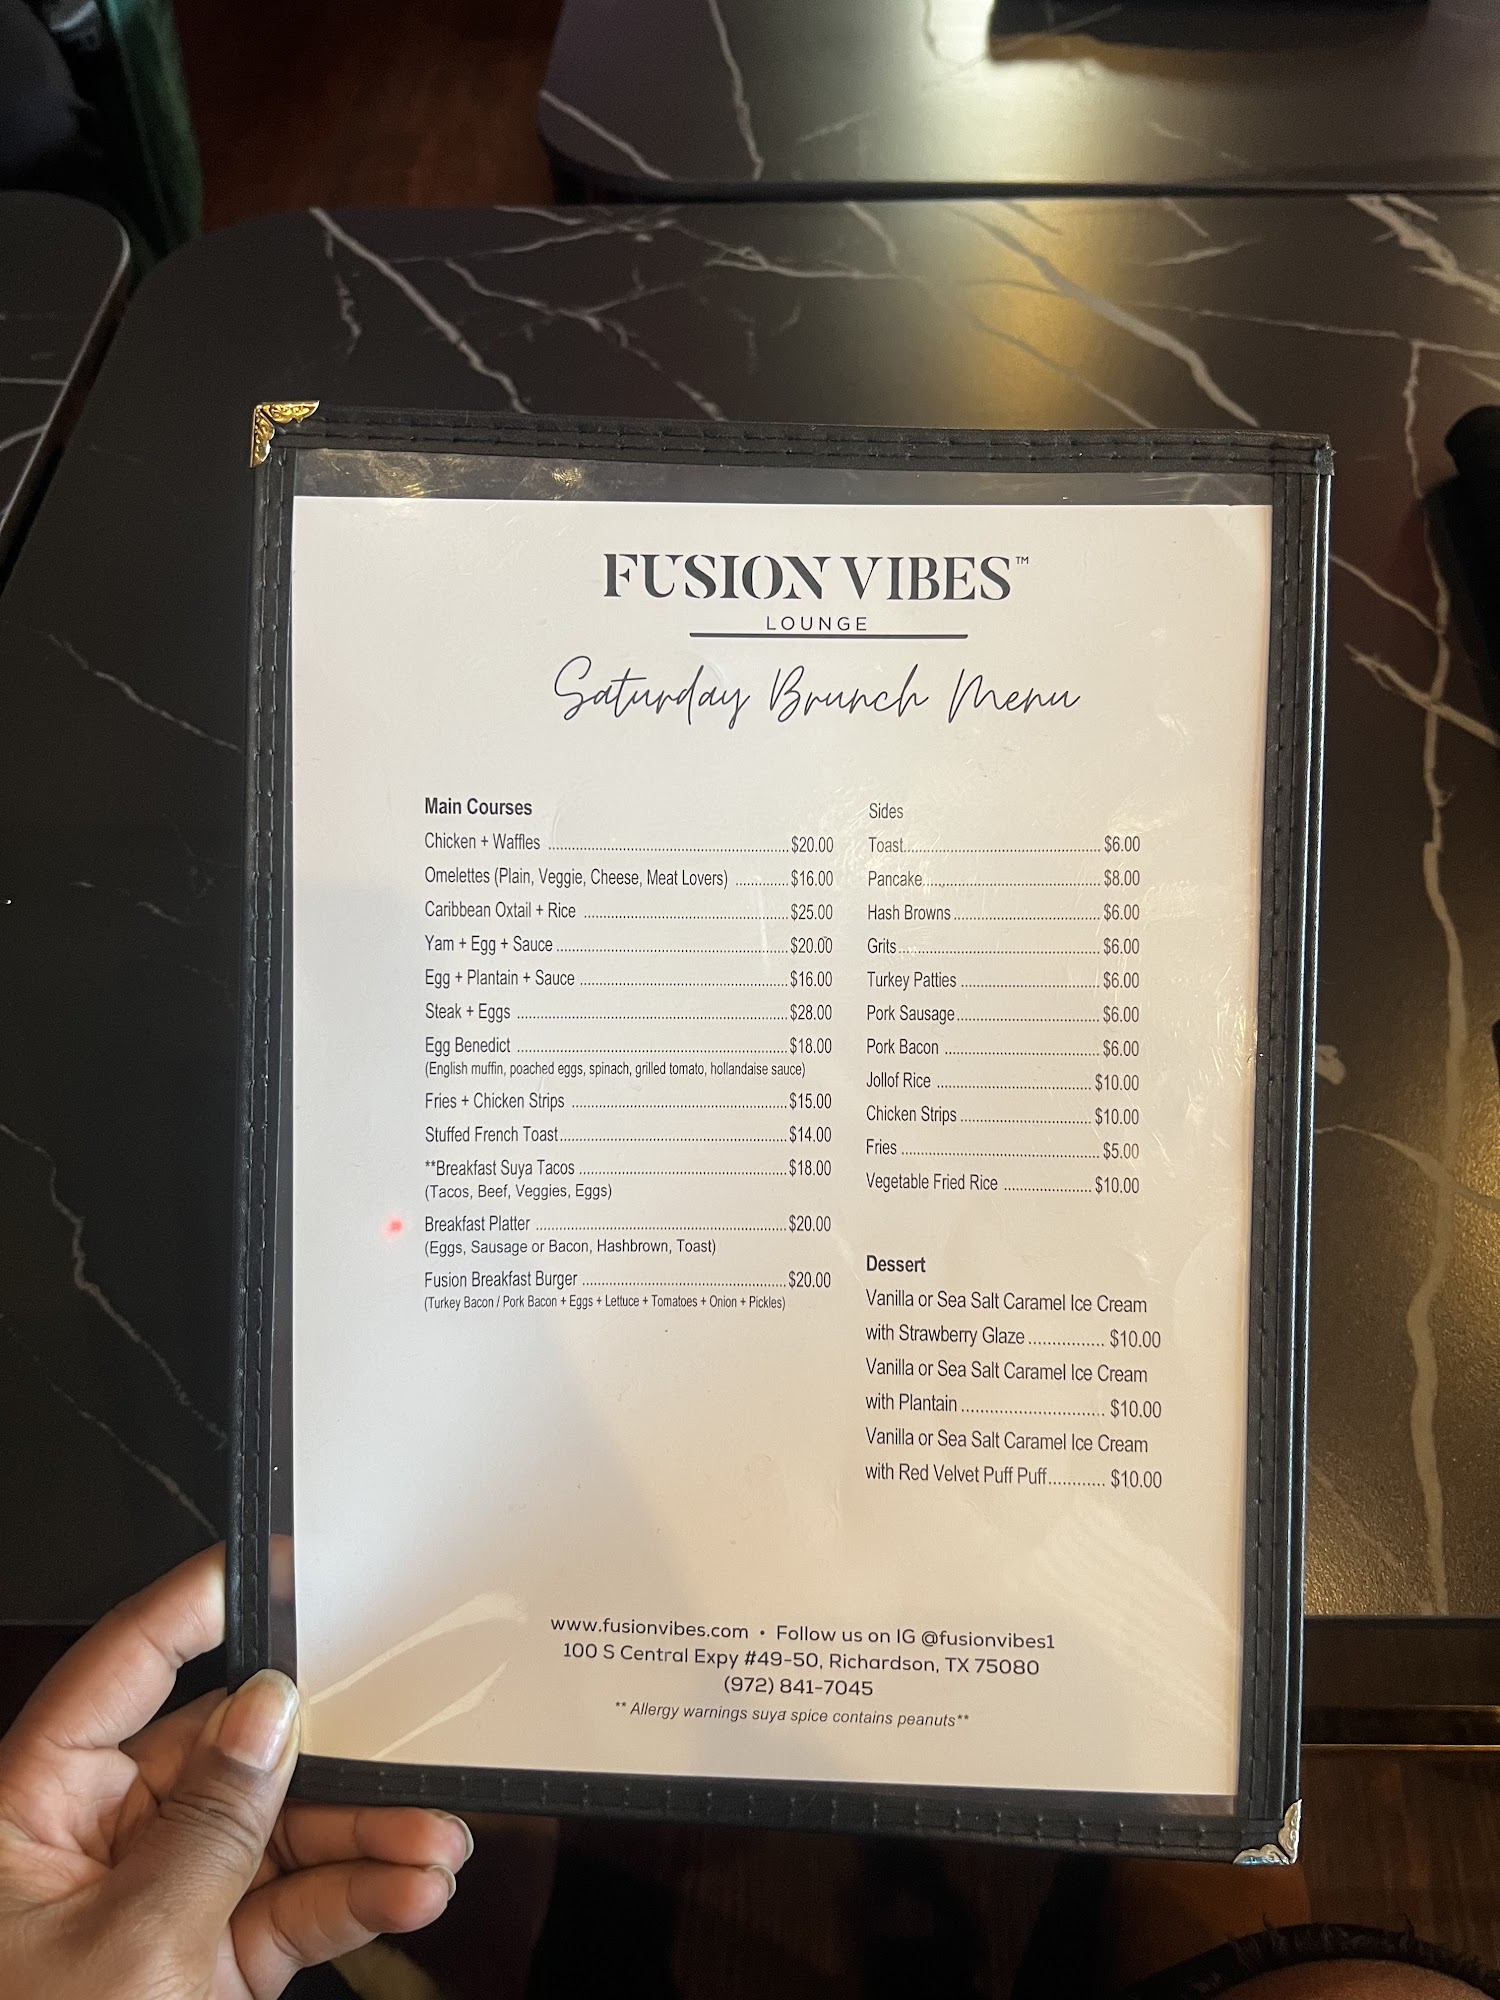 FUSION VIBES™
LOUNGE
Saturday Brunch Menu
Main Courses
Chicken + Waffles ........ $20.00
Omelettes (Plain, Veggie, Cheese, Meat Lovers) ........ $16.00
Caribbean Oxtail + Rice ........ $25.00
Yam + Egg + Sauce ........ $20.00
Egg + Plantain + Sauce ........ $16.00
Steak + Eggs ........ $28.00
Egg Benedict ........ $18.00
(English muffin, poached eggs, spinach, grilled tomato, hollandaise sauce)
Fries + Chicken Strips ........ $15.00
Stuffed French Toast ........ $14.00
**Breakfast Suya Tacos ........ $18.00
(Tacos, Beef, Veggies, Eggs)
Breakfast Platter ........ $20.00
(Eggs, Sausage or Bacon, Hashbrown, Toast)
Fusion Breakfast Burger ........ $20.00
(Turkey Bacon / Pork Bacon + Eggs + Lettuce + Tomatoes + Onion + Pickles)
Sides
Toast ........ $6.00
Pancake ........ $8.00
Hash Browns ........ $6.00
Grits ........ $6.00
Turkey Patties ........ $6.00
Pork Sausage ........ $6.00
Pork Bacon ........ $6.00
Jollof Rice ........ $10.00
Chicken Strips ........ $10.00
Fries ........ $5.00
Vegetable Fried Rice ........ $10.00
Dessert
Vanilla or Sea Salt Caramel Ice Cream
with Strawberry Glaze ........ $10.00
Vanilla or Sea Salt Caramel Ice Cream
with Plantain ........ $10.00
Vanilla or Sea Salt Caramel Ice Cream
with Red Velvet Puff Puff ........ $10.00
www.fusionvibes.com • Follow us on IG @fusionvibes1
100 S Central Expy #49-50, Richardson, TX 75080
(972) 841-7045
** Allergy warnings suya spice contains peanuts**